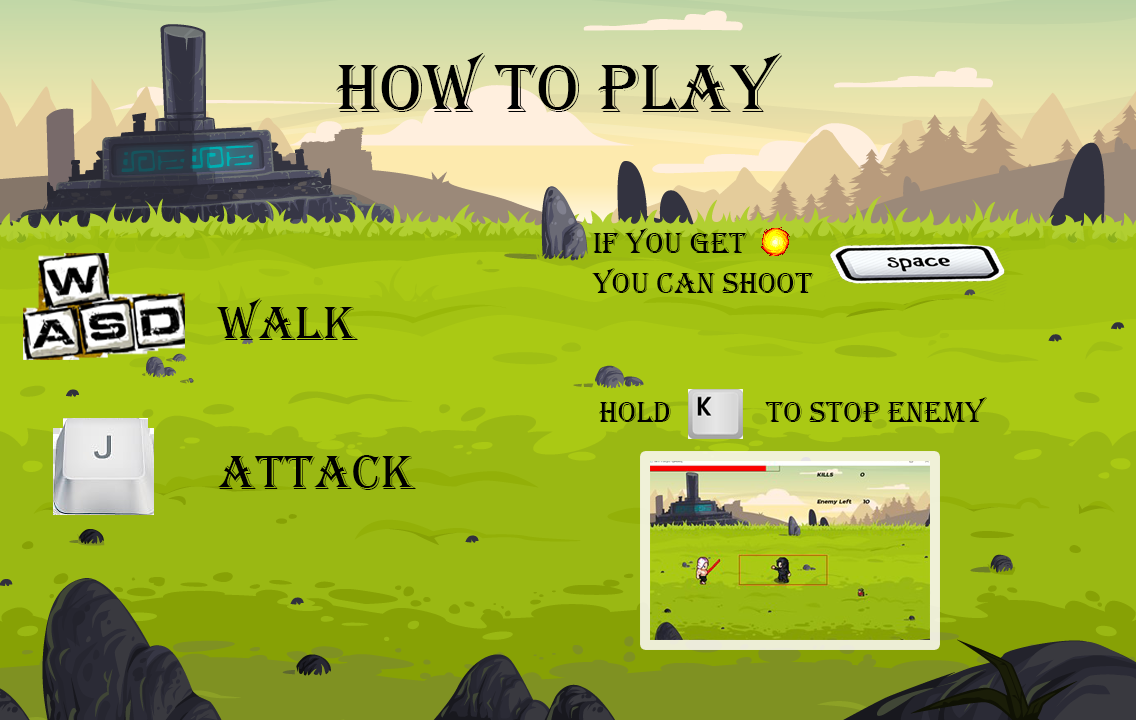 HOW TO PLAY
W
ASD
WALK
J
ATTACK
IF YOU GET
YOU CAN SHOOT
space
HOLD K TO STOP ENEMY
KILLS 0
Enemy Left 10